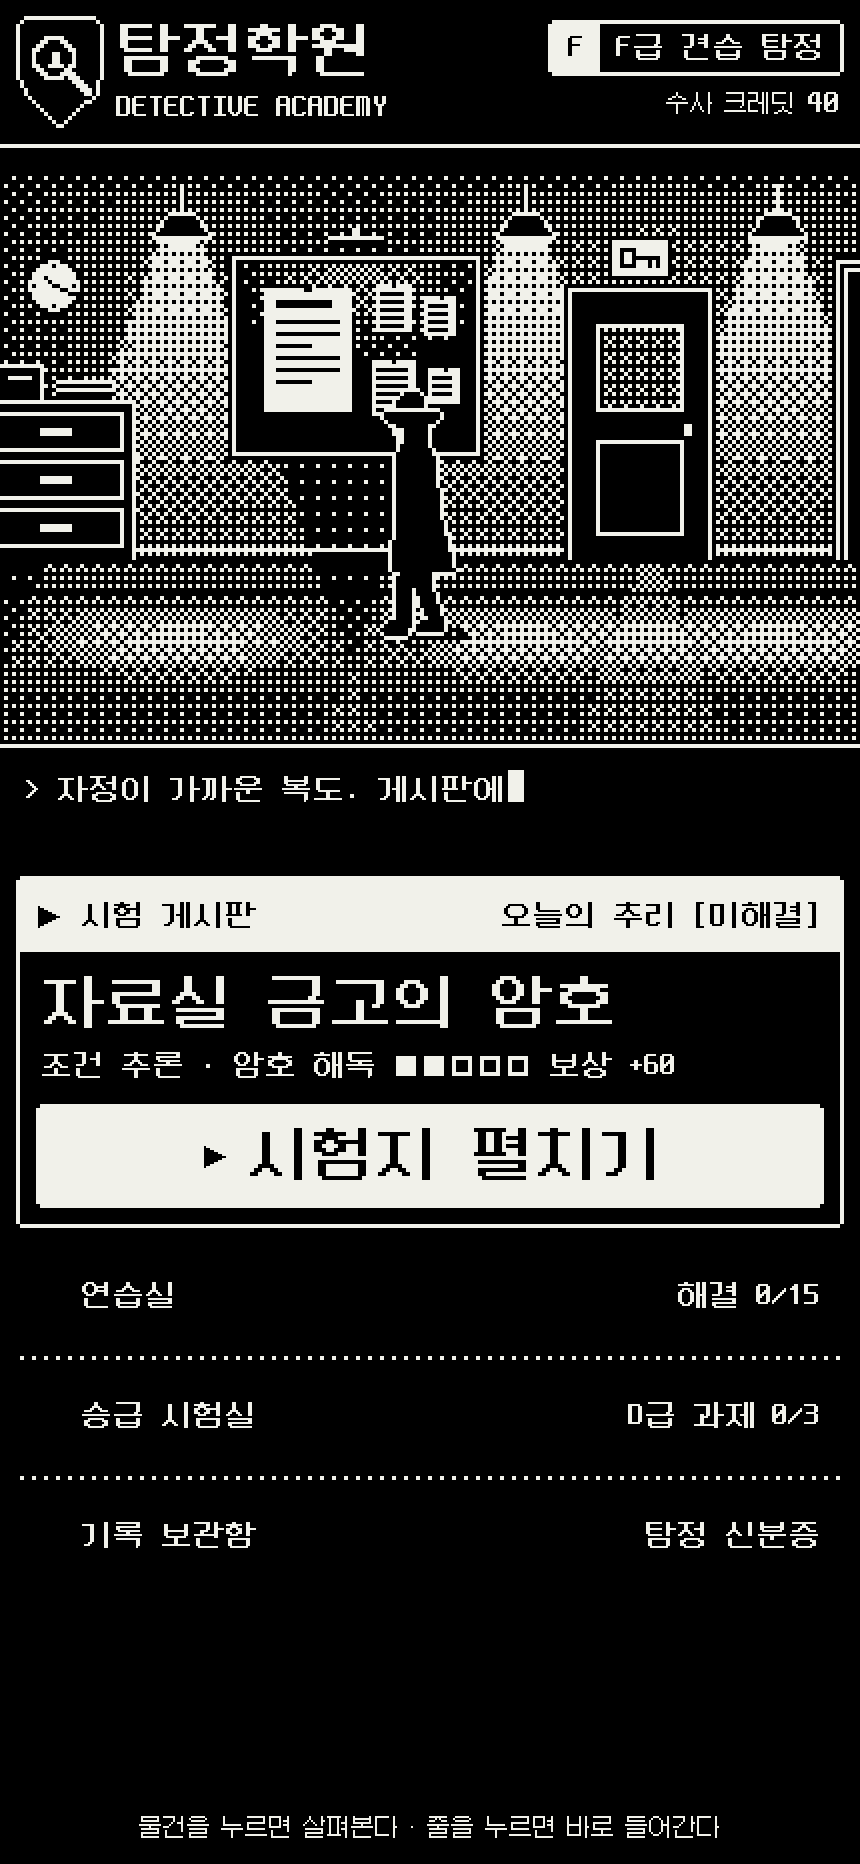 탐정학원
DETECTIVE ACADEMY
F F급 견습 탐정
수사 크레딧 40
> 자정이 가까운 복도. 게시판에
▶ 시험 게시판 오늘의 추리 [미해결]
자료실 금고의 암호
조건 추론 · 암호 해독 ■■□□□ 보상 +60
▶ 시험지 펼치기
연습실 해결 0/15
승급 시험실 D급 과제 0/3
기록 보관함 탐정 신분증
물건을 누르면 살펴본다 · 줄을 누르면 바로 들어간다